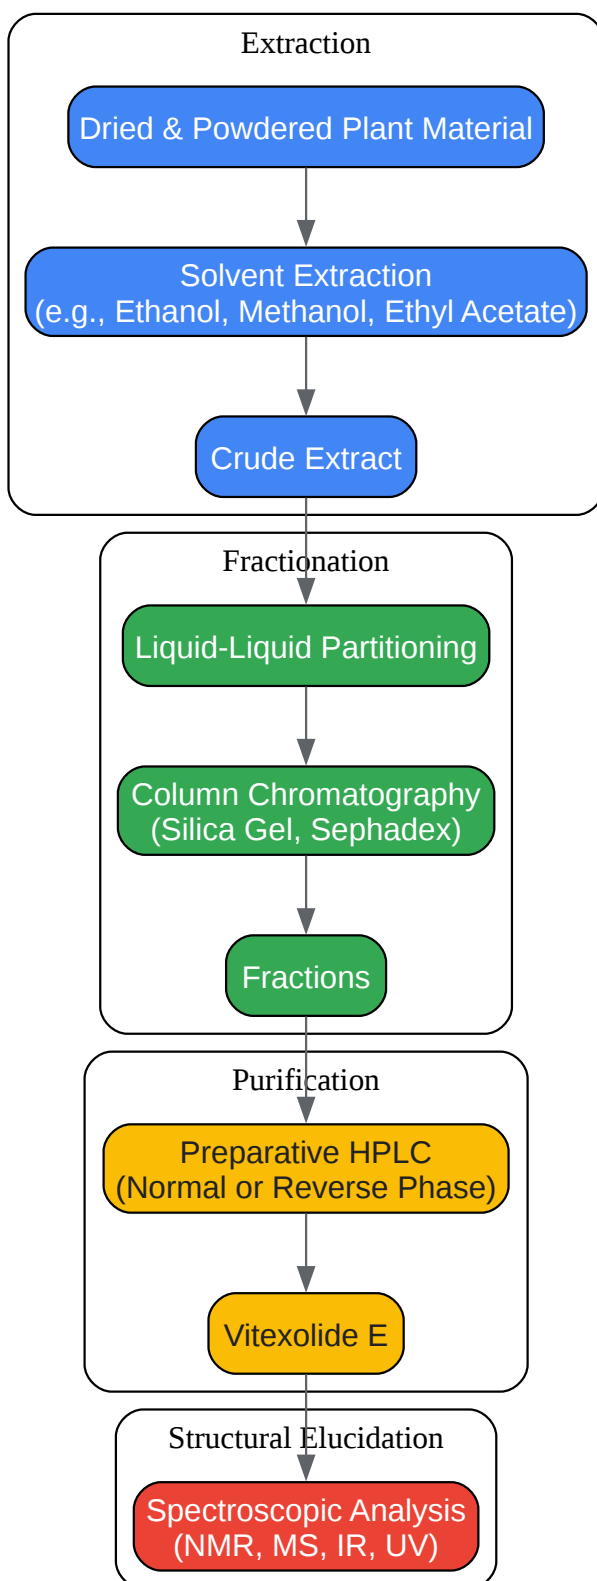 Extraction
Dried & Powdered Plant Material
Solvent Extraction
(e.g., Ethanol, Methanol, Ethyl Acetate)
Crude Extract
Fractionation
Liquid-Liquid Partitioning
Column Chromatography
(Silica Gel, Sephadex)
Fractions
Purification
Preparative HPLC
(Normal or Reverse Phase)
Vitexolide E
Structural Elucidation
Spectroscopic Analysis
(NMR, MS, IR, UV)